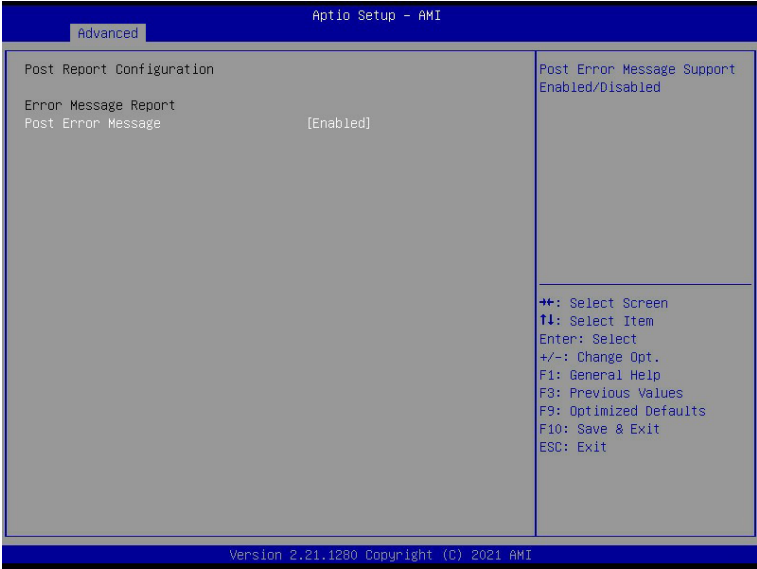 Aptio Setup – AMI
Advanced
Post Report Configuration
Error Message Report
Post Error Message [Enabled]
Post Error Message Support
Enabled/Disabled
→←: Select Screen
↑↓: Select Item
Enter: Select
+/-: Change Opt.
F1: General Help
F3: Previous Values
F9: Optimized Defaults
F10: Save & Exit
ESC: Exit
Version 2.21.1280 Copyright (C) 2021 AMI